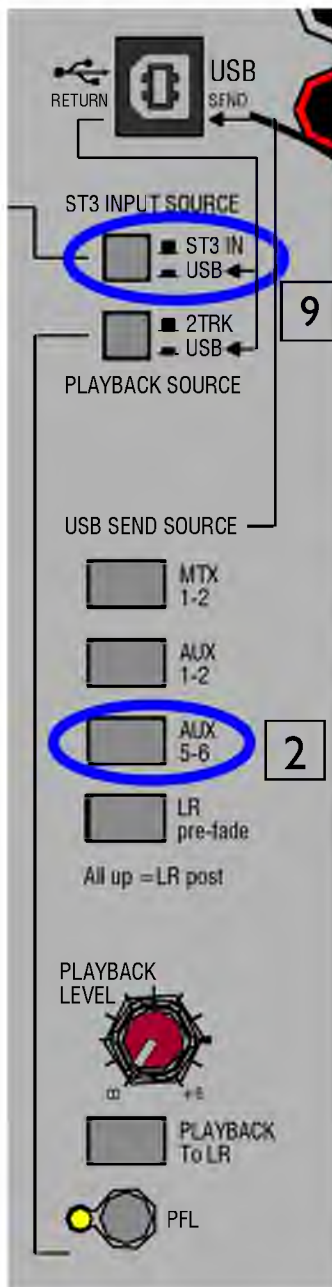 USB
RETURN
SEND
ST3 INPUT SOURCE
ST3 IN
USB
9
2TRK
USB
PLAYBACK SOURCE
USB SEND SOURCE
MTX
1-2
AUX
1-2
AUX
5-6
2
LR
pre-fade
All up =LR post
PLAYBACK
LEVEL
∞ +6
PLAYBACK
To LR
PFL